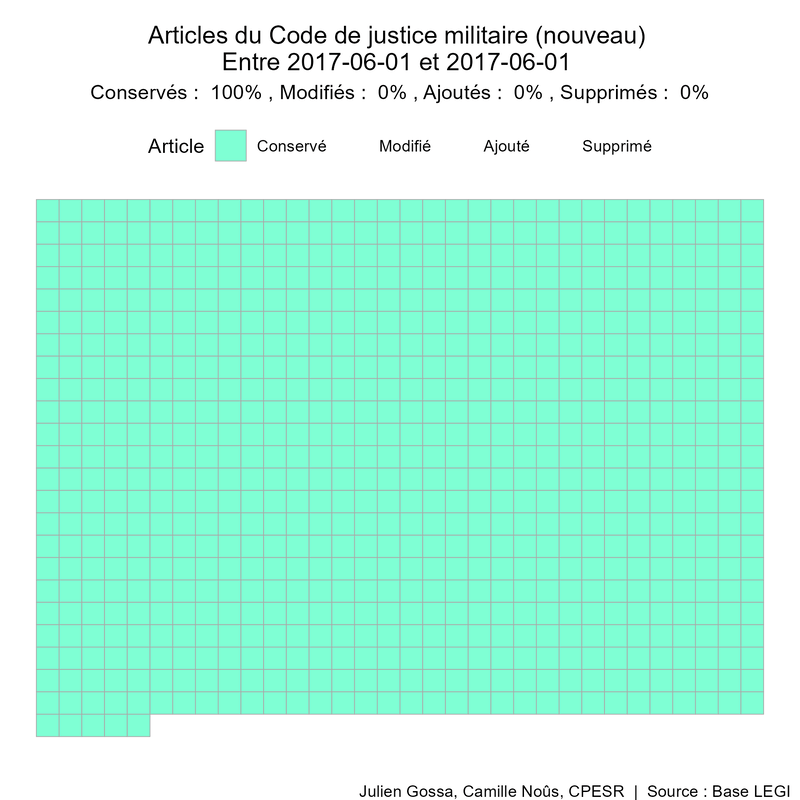 Articles du Code de justice militaire (nouveau)
Entre 2017-06-01 et 2017-06-01
Conservés :  100% , Modifiés :  0% , Ajoutés :  0% , Supprimés :  0%
Article Conservé Modifié Ajouté Supprimé
Julien Gossa, Camille Noûs, CPESR  |  Source : Base LEGI